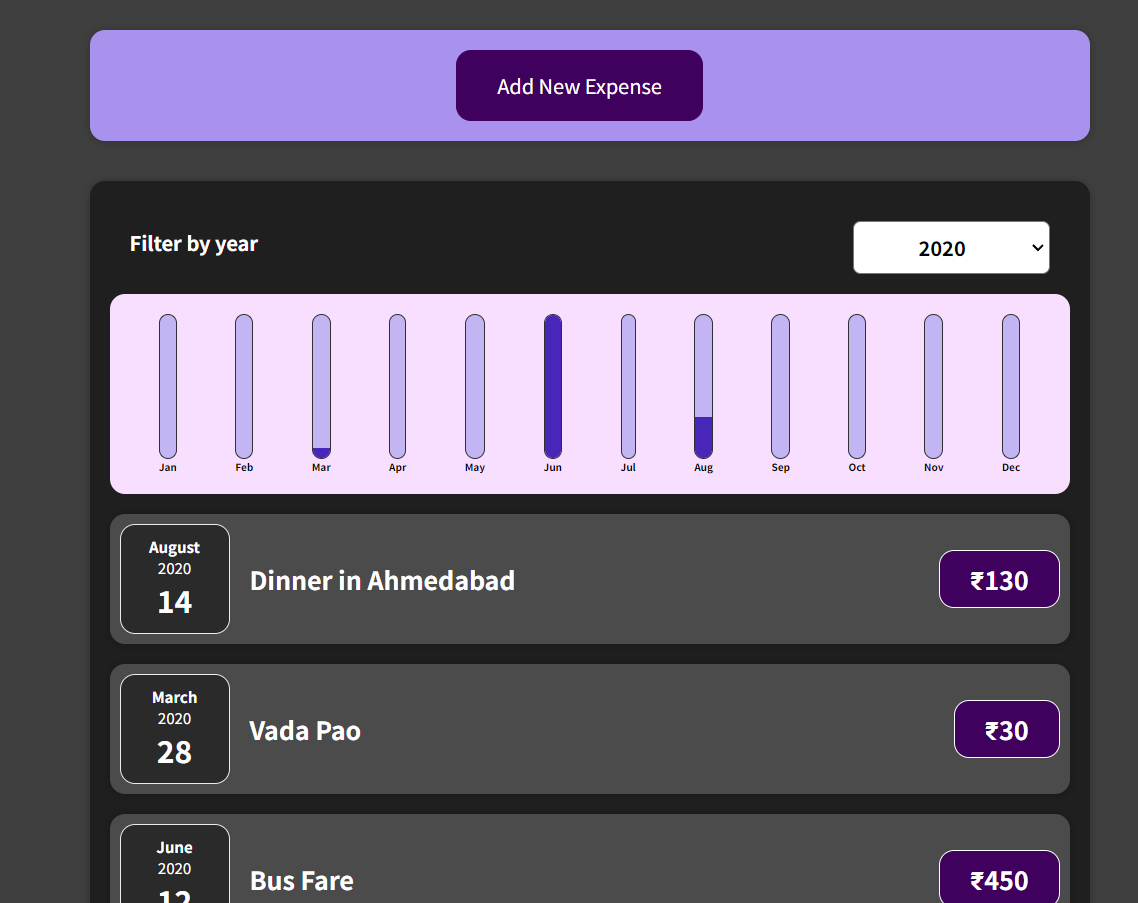 Add New Expense
Filter by year
2020
Jan Feb Mar Apr May Jun Jul Aug Sep Oct Nov Dec
August
2020
14
Dinner in Ahmedabad
₹130
March
2020
28
Vada Pao
₹30
June
2020
12
Bus Fare
₹450